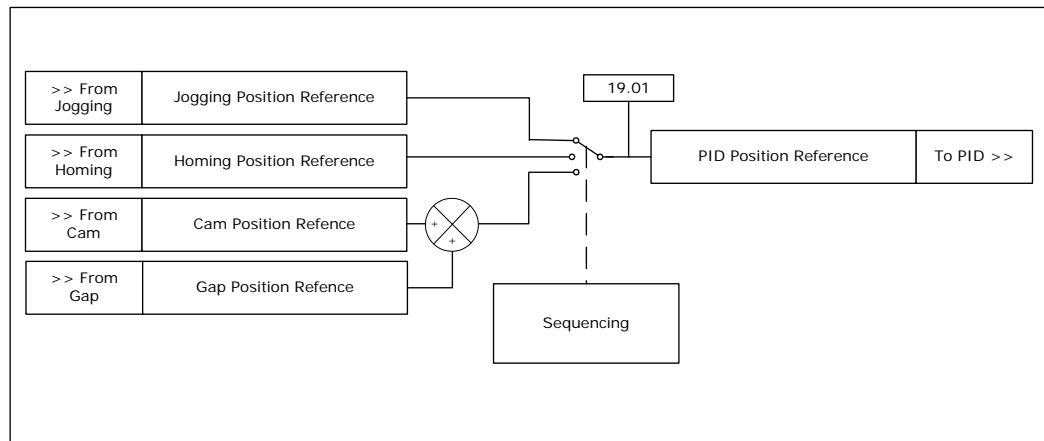 >> From
Jogging
Jogging Position Reference
19.01
>> From
Homing
Homing Position Reference
PID Position Reference
To PID >>
>> From
Cam
Cam Position Refence
+
+
>> From
Gap
Gap Position Refence
Sequencing